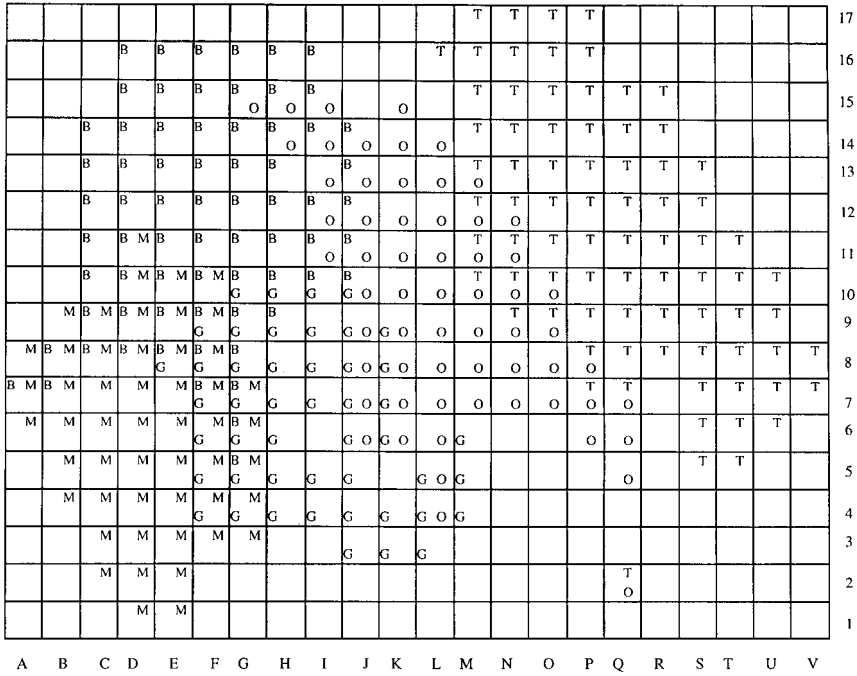 T T T T 17
B B B B B B T T T T T 16
B B B B B B T T T T T T
O O O O 15
B B B B B B B B T T T T T T
O O O O O 14
B B B B B B B T T T T T T T
O O O O O 13
B B B B B B B B T T T T T T T
O O O O O O 12
B B M B B B B B B T T T T T T T T
O O O O O O 11
B B M B M B M B B B B T T T T T T T T T
G G G G O O O O O O 10
M B M B M B M B M B B T T T T T T T T
G G G G O G O O O O O 9
M B M B M B M B M B M B T T T T T T T
G G G G G G O G O O O O O O 8
B M B M M M M B M B M T T T T T T
G G G G G O G O O O O O O O 7
M M M M M M B M T T T
G G G G O G O O G O O 6
M M M M M B M T T
G G G G G G O G O 5
M M M M M M
G G G G G G G O G 4
M M M M M
G G G 3
M M M T
O 2
M M 1
A B C D E F G H I J K L M N O P Q R S T U V